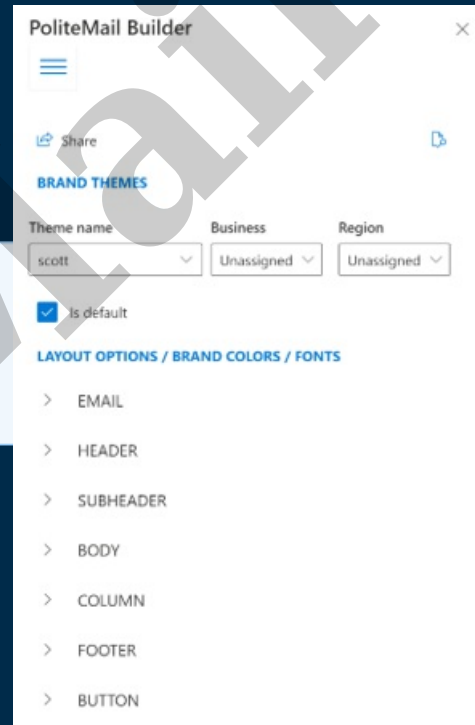 PoliteMail Builder
Share
BRAND THEMES
Theme name Business Region
scott Unassigned Unassigned
Is default
LAYOUT OPTIONS / BRAND COLORS / FONTS
EMAIL
HEADER
SUBHEADER
BODY
COLUMN
FOOTER
BUTTON
Mail